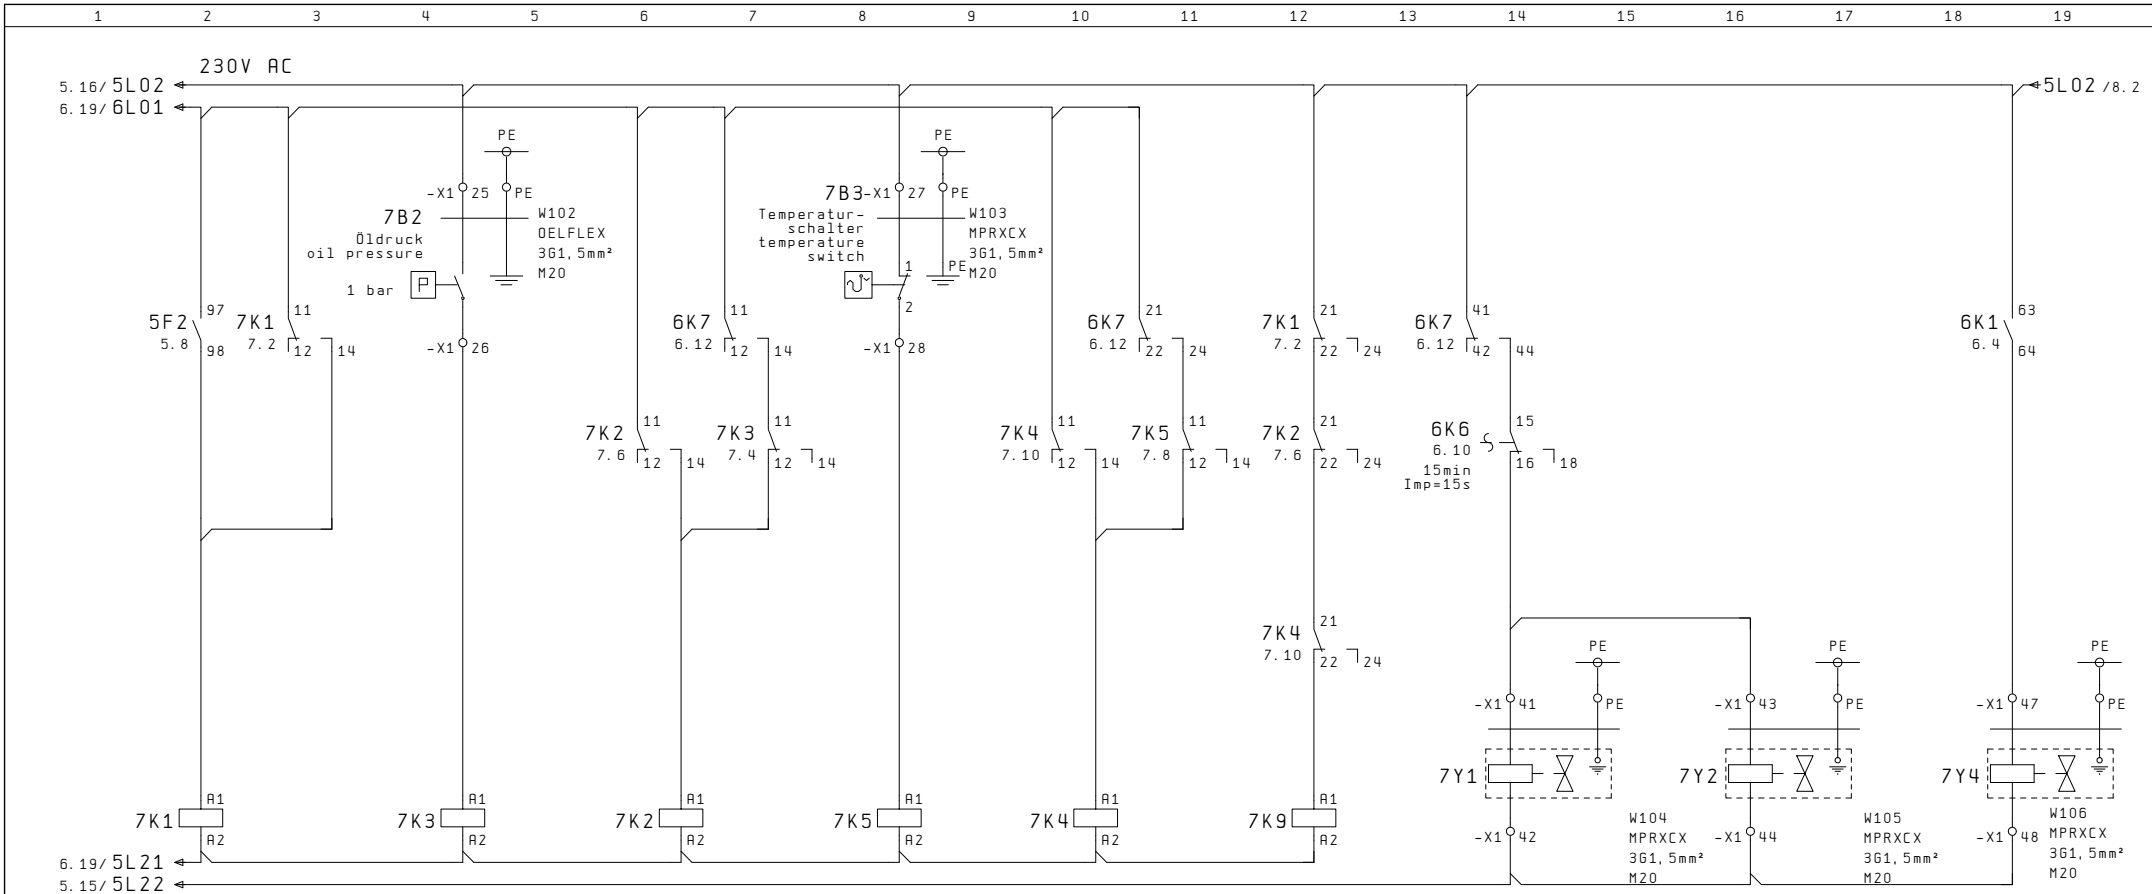 1 2 3 4 5 6 7 8 9 10 11 12 13 14 15 16 17 18 19
230V AC
5.16/ 5L02
5L02 /8.2
6.19/ 6L01
PE
PE
-X1 25 PE
7B3 -X1 27 PE
7B2
W102
OELFLEX
3G1,5mm²
M20
Öldruck
oil pressure
1 bar
P
-X1 26
Temperatur-
schalter
temperature
switch
W103
MPRXCX
3G1,5mm²
M20
PE
1
2
-X1 28
5F2
5.8
97
98
7K1
7.2
11
12 14
6K7
6.12
11
12 14
6K7
6.12
21
22 24
7K1
7.2
21
22 24
6K7
6.12
41
42 44
6K1
6.4
63
64
7K2
7.6
11
12 14
7K3
7.4
11
12 14
7K4
7.10
11
12 14
7K5
7.8
11
12 14
7K2
7.6
21
22 24
6K6
6.10
15min
Imp=15s
15
16 18
7K4
7.10
21
22 24
PE
PE
PE
-X1 41 PE
-X1 43 PE
-X1 47 PE
7Y1
7Y2
7Y4
-X1 42
-X1 44
-X1 48
W104
MPRXCX
3G1,5mm²
M20
W105
MPRXCX
3G1,5mm²
M20
W106
MPRXCX
3G1,5mm²
M20
7K1 A1 A2
7K3 A1 A2
7K2 A1 A2
7K5 A1 A2
7K4 A1 A2
7K9 A1 A2
6.19/ 5L21
5.15/ 5L22